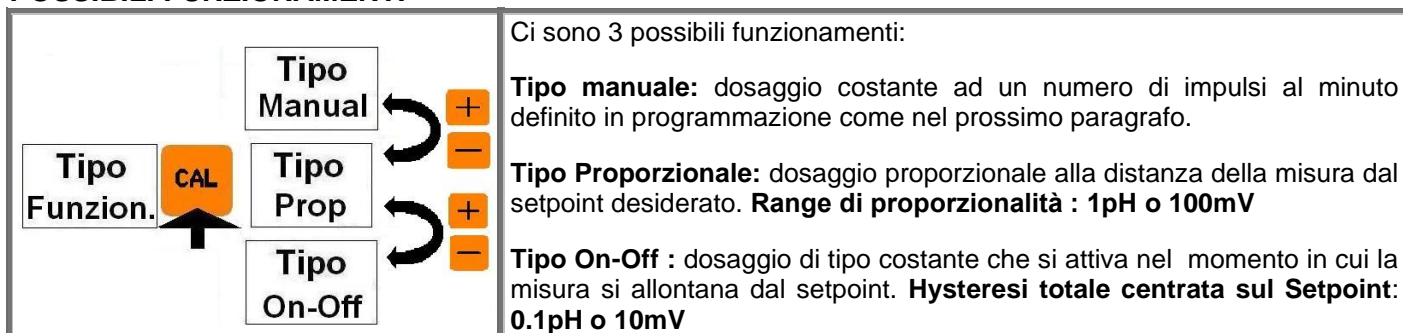 Tipo
Manual
+
−
Tipo
Funzion.
CAL
Tipo
Prop
+
−
Tipo
On-Off
Ci sono 3 possibili funzionamenti:
Tipo manuale: dosaggio costante ad un numero di impulsi al minuto
definito in programmazione come nel prossimo paragrafo.
Tipo Proporzionale: dosaggio proporzionale alla distanza della misura dal
setpoint desiderato. Range di proporzionalità : 1pH o 100mV
Tipo On-Off : dosaggio di tipo costante che si attiva nel momento in cui la
misura si allontana dal setpoint. Hysteresi totale centrata sul Setpoint:
0.1pH o 10mV